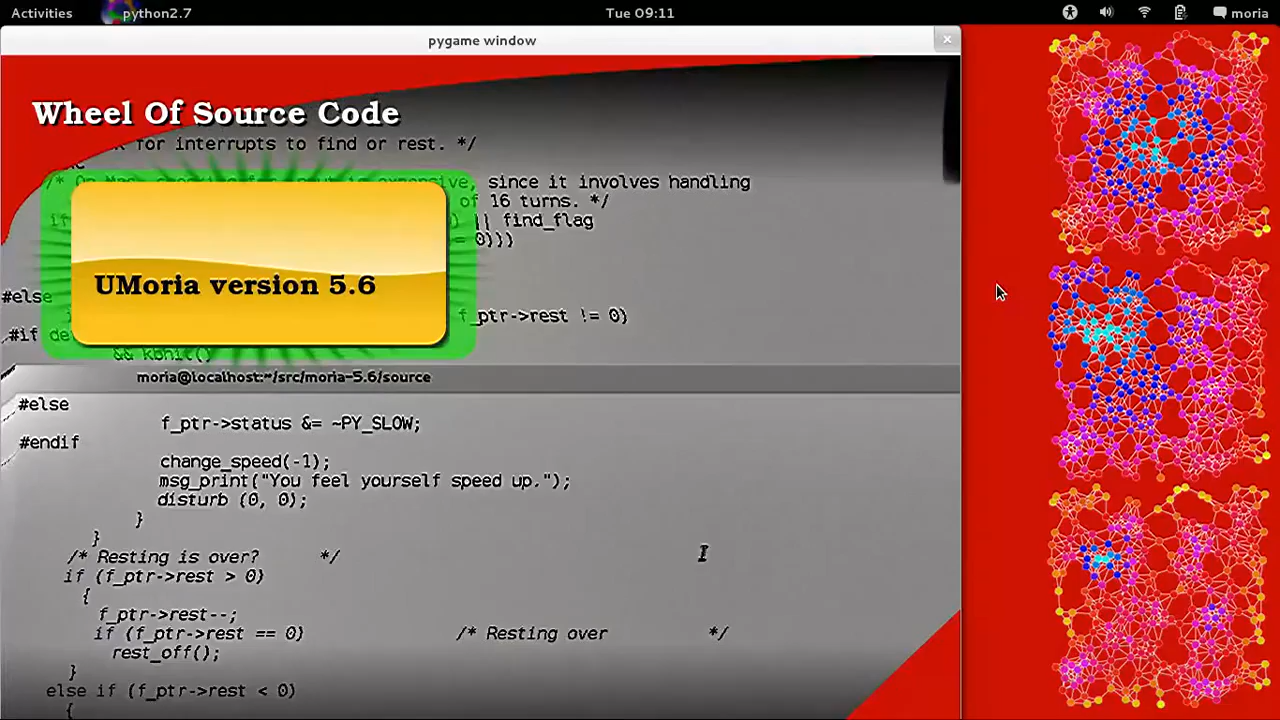 Activities
python2.7
Tue 09:11
moria
pygame window
Wheel Of Source Code
for interrupts to find or rest. */
since it involves handling
of 16 turns. */
if
|| find_flag
= 0)))
UMoria version 5.6
#else
f_ptr->rest != 0)
#if
&& kbhit()
moria@localhost:~/src/moria-5.6/source
#else
f_ptr->status &= ~PY_SLOW;
#endif
change_speed(-1);
msg_print("You feel yourself speed up.");
disturb (0, 0);
}
}
/* Resting is over? */
if (f_ptr->rest > 0)
{
f_ptr->rest--;
if (f_ptr->rest == 0) /* Resting over */
rest_off();
}
else if (f_ptr->rest < 0)
{